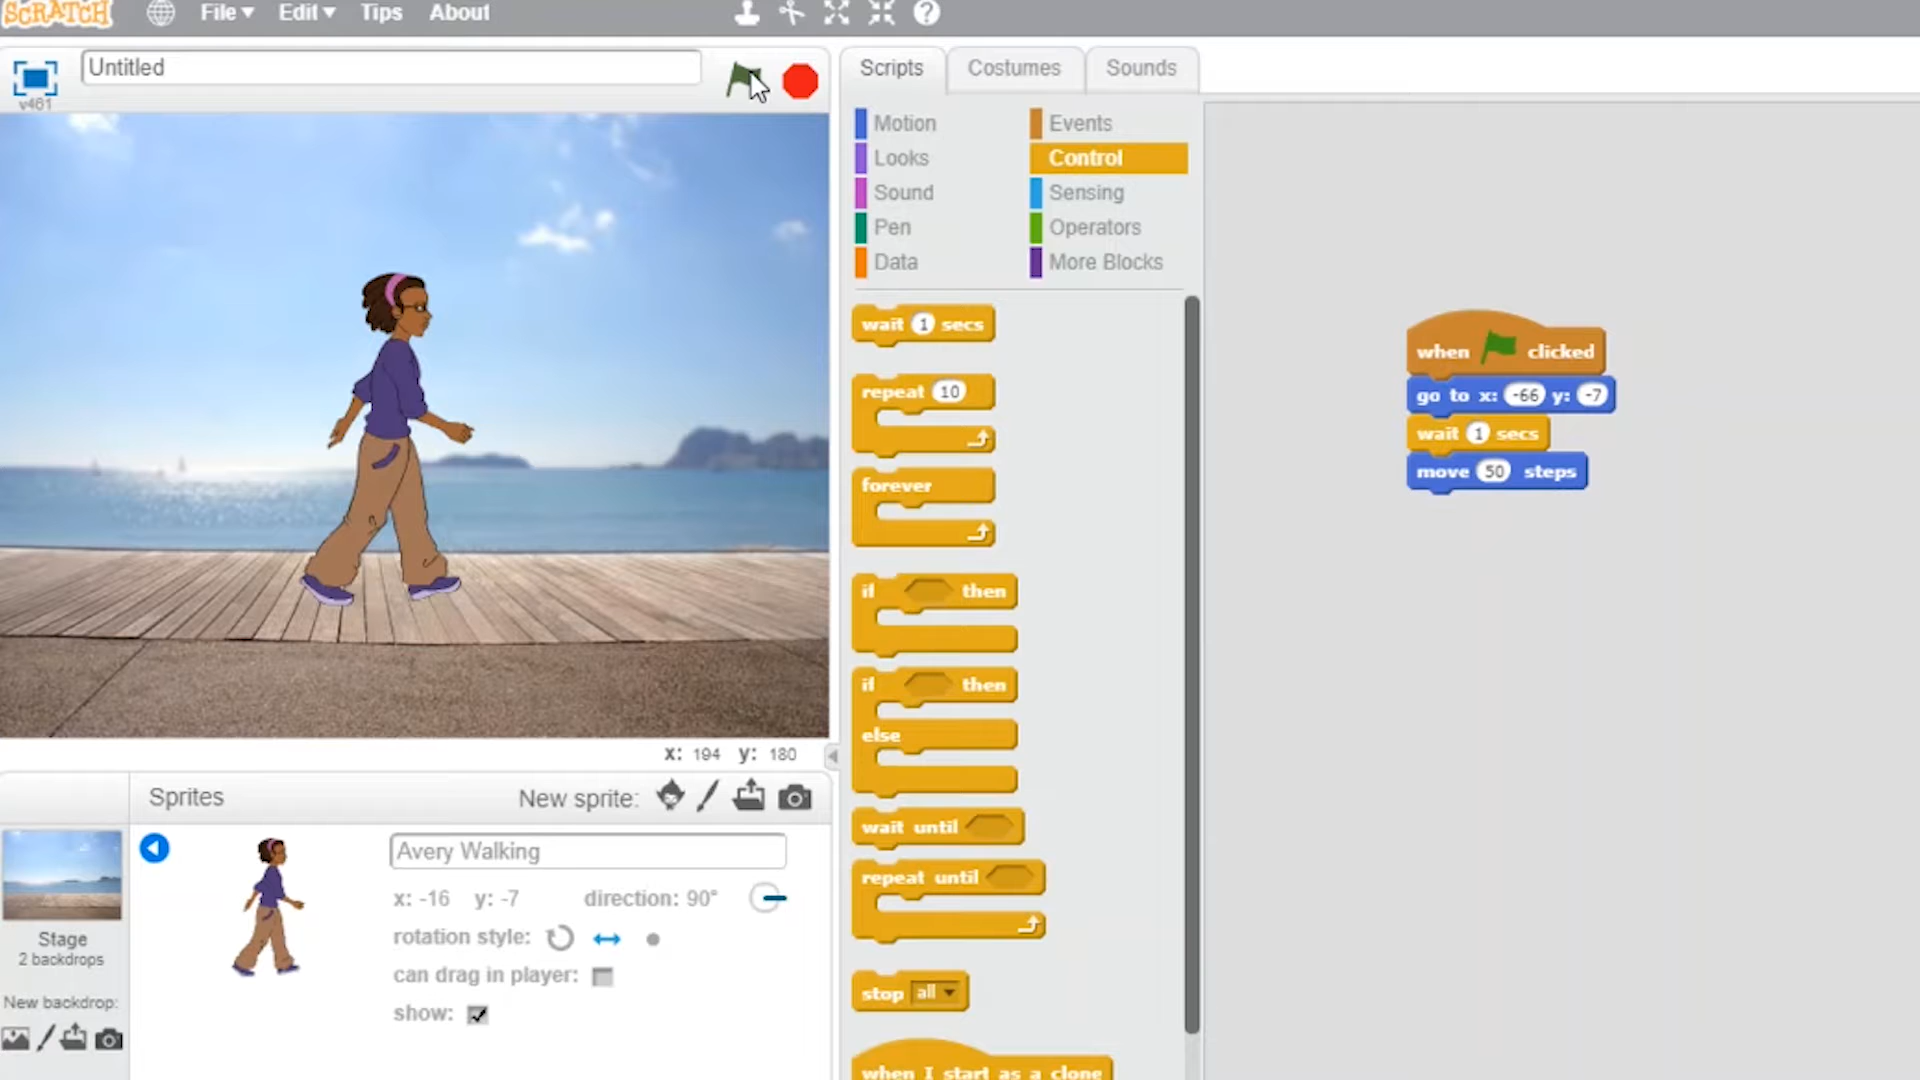 SCRATCH File Edit Tips About
v461 Untitled
Scripts Costumes Sounds
Motion Events
Looks Control
Sound Sensing
Pen Operators
Data More Blocks
wait 1 secs
repeat 10
forever
if then
if then
else
wait until
repeat until
stop all
when I start as a clone
when clicked
go to x: -66 y: -7
wait 1 secs
move 50 steps
x: 194 y: 180
Sprites New sprite:
Avery Walking
x: -16 y: -7 direction: 90°
rotation style:
can drag in player:
show:
Stage
2 backdrops
New backdrop: